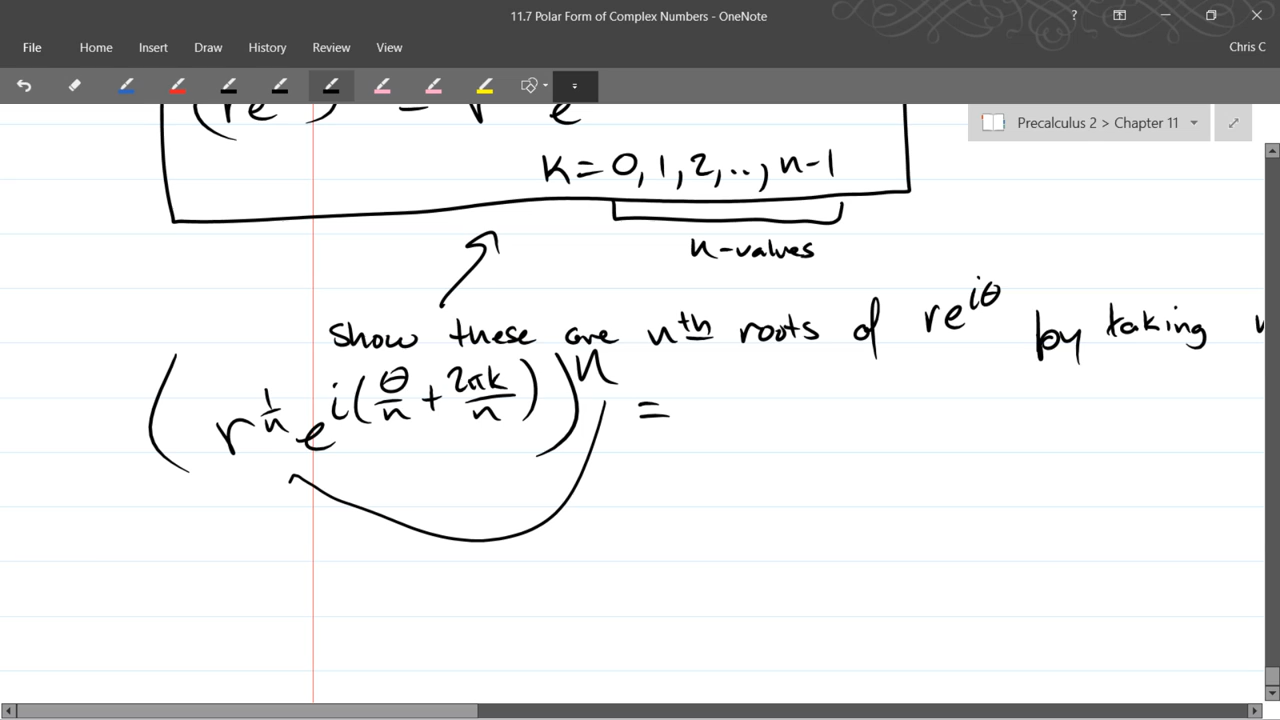 11.7 Polar Form of Complex Numbers - OneNote
?
File Home Insert Draw History Review View
Chris C
Precalculus 2 > Chapter 11
(re ) = r e
k = 0, 1, 2, .., n-1
n-values
Show these are nth roots of re^{iθ} by taking
(r^{1/n} e^{i(θ/n + 2πk/n)})^n =